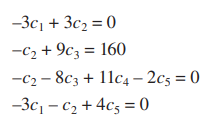 –3c₁ + 3c₂ = 0
–c₂ + 9c₃ = 160
–c₂ – 8c₃ + 11c₄ – 2c₅ = 0
–3c₁ – c₂ + 4c₅ = 0